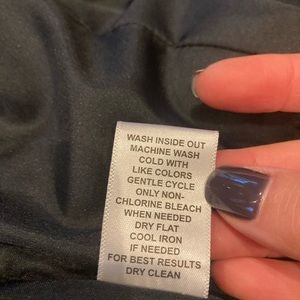 WASH INSIDE OUT
MACHINE WASH
COLD WITH
LIKE COLORS
GENTLE CYCLE
ONLY NON-
CHLORINE BLEACH
WHEN NEEDED
DRY FLAT
COOL IRON
IF NEEDED
FOR BEST RESULTS
DRY CLEAN